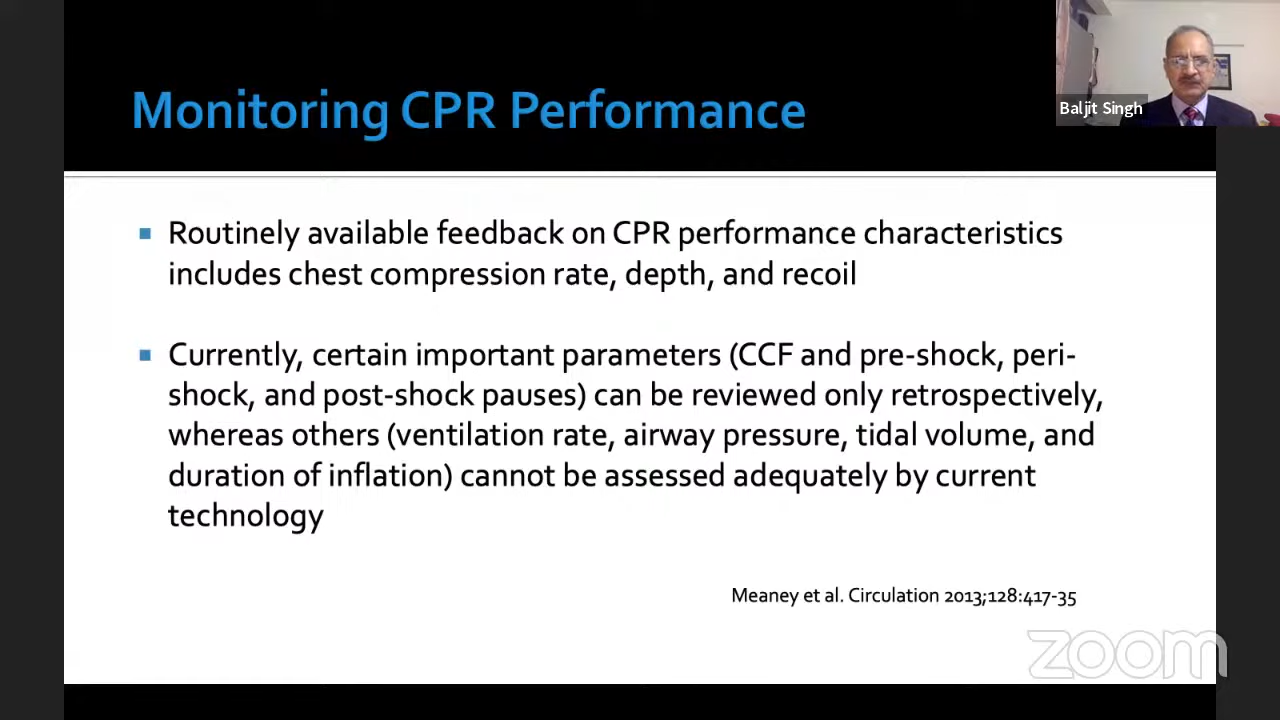 Monitoring CPR Performance
Baljit Singh
Routinely available feedback on CPR performance characteristics
includes chest compression rate, depth, and recoil
Currently, certain important parameters (CCF and pre-shock, peri-
shock, and post-shock pauses) can be reviewed only retrospectively,
whereas others (ventilation rate, airway pressure, tidal volume, and
duration of inflation) cannot be assessed adequately by current
technology
Meaney et al. Circulation 2013;128:417-35
zoom